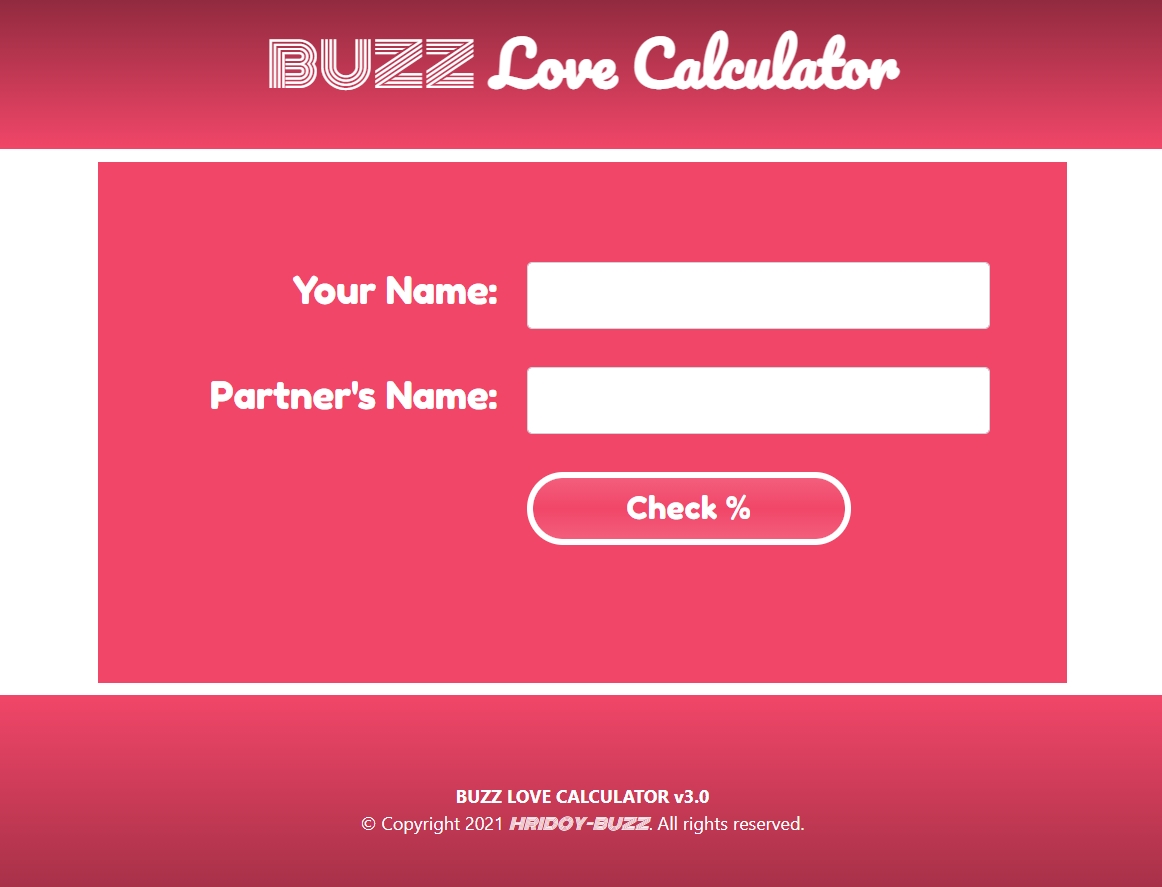 BUZZ Love Calculator
Your Name:
Partner's Name:
Check %
BUZZ LOVE CALCULATOR v3.0
© Copyright 2021 HRIDOY-BUZZ. All rights reserved.